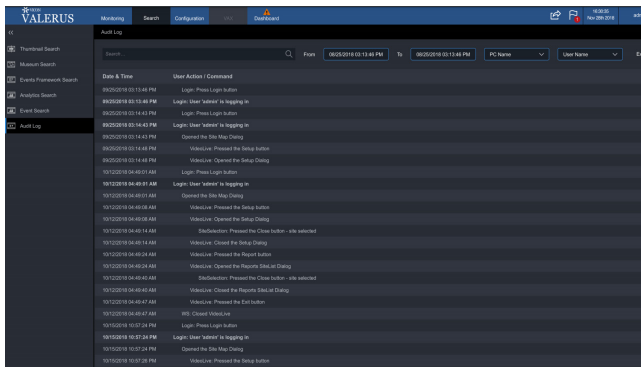 VICON
VALERUS
Monitoring Search Configuration Dashboard
16:30:35
Nov 28th 2018
adm
Audit Log
Thumbnail Search
Museum Search
Events Framework Search
Analytics Search
Event Search
Audit Log
Search... From 08/25/2018 03:13:46 PM To 08/25/2018 03:13:46 PM PC Name User Name Ex
Date & Time User Action / Command
09/25/2018 03:13:46 PM Login: Press Login button
09/25/2018 03:13:46 PM Login: User 'admin' is logging in
09/25/2018 03:14:43 PM Login: Press Login button
09/25/2018 03:14:43 PM Login: User 'admin' is logging in
09/25/2018 03:14:43 PM Opened the Site Map Dialog
09/25/2018 03:14:48 PM VideoLive: Pressed the Setup button
09/25/2018 03:14:48 PM VideoLive: Opened the Setup Dialog
10/12/2018 04:49:01 AM Login: Press Login button
10/12/2018 04:49:01 AM Login: User 'admin' is logging in
10/12/2018 04:49:01 AM Opened the Site Map Dialog
10/12/2018 04:49:08 AM VideoLive: Pressed the Setup button
10/12/2018 04:49:08 AM VideoLive: Opened the Setup Dialog
10/12/2018 04:49:14 AM SiteSelection: Pressed the Close button - site selected
10/12/2018 04:49:14 AM VideoLive: Closed the Setup Dialog
10/12/2018 04:49:24 AM VideoLive: Pressed the Report button
10/12/2018 04:49:24 AM VideoLive: Opened the Reports SiteList Dialog
10/12/2018 04:49:40 AM SiteSelection: Pressed the Close button - site selected
10/12/2018 04:49:40 AM VideoLive: Closed the Reports SiteList Dialog
10/12/2018 04:49:47 AM VideoLive: Pressed the Exit button
10/12/2018 04:49:47 AM WS: Closed VideoLive
10/15/2018 10:57:24 PM Login: Press Login button
10/15/2018 10:57:24 PM Login: User 'admin' is logging in
10/15/2018 10:57:24 PM Opened the Site Map Dialog
10/15/2018 10:57:26 PM VideoLive: Pressed the Setup button